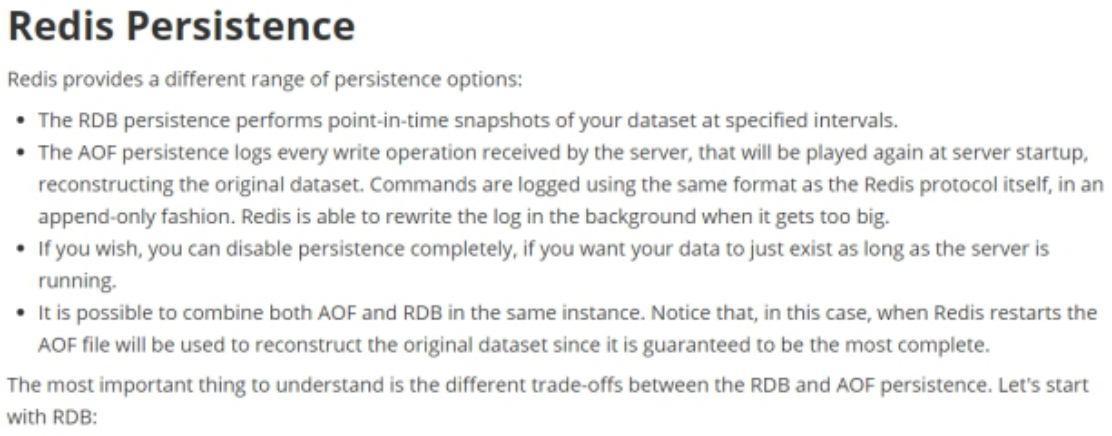 Redis Persistence
Redis provides a different range of persistence options:
• The RDB persistence performs point-in-time snapshots of your dataset at specified intervals.
• The AOF persistence logs every write operation received by the server, that will be played again at server startup,
reconstructing the original dataset. Commands are logged using the same format as the Redis protocol itself, in an
append-only fashion. Redis is able to rewrite the log in the background when it gets too big.
• If you wish, you can disable persistence completely, if you want your data to just exist as long as the server is
running.
• It is possible to combine both AOF and RDB in the same instance. Notice that, in this case, when Redis restarts the
AOF file will be used to reconstruct the original dataset since it is guaranteed to be the most complete.
The most important thing to understand is the different trade-offs between the RDB and AOF persistence. Let's start
with RDB: